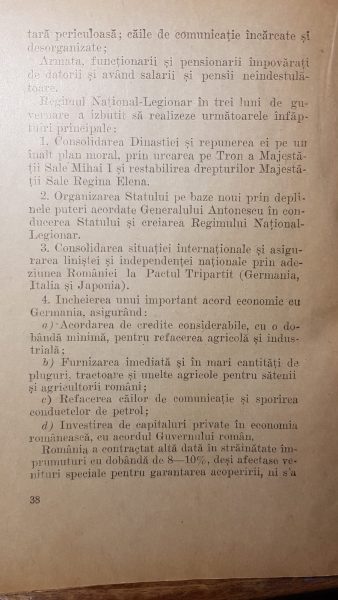 tară periculoasă; căile de comunicație încărcate și
desorganizate;
Armata, funcționarii și pensionarii împovărați
de datorii și având salarii și pensii neindestulă-
toare.
Regimul Național-Legionar în trei luni de gu-
vernare a izbutit să realizeze următoarele înfăp-
tuiri principale;
1. Consolidarea Dinastiei și repunerea ei pe un
înalt plan moral, prin urcarea pe Tron a Majestă-
ții Sale Mihai I și restabilirea drepturilor Majestă-
ții Sale Regina Elena.
2. Organizarea Statului pe baze noui prin depli-
nele puteri acordate Generalului Antonescu în con-
ducerea Statului și creiarea Regimului Național-
Legionar.
3. Consolidarea situației internaționale și asigu-
rarea liniștei și independenței naționale prin ade-
ziunea României la Pactul Tripartit (Germania,
Italia și Japonia).
4. Incheierea unui important acord economic cu
Germania, asigurând:
a) Acordarea de credite considerabile, cu o do-
bândă minimă, pentru refacerea agricolă și indus-
trială;
b) Furnizarea imediată și în mari cantități de
pluguri, tractoare și unelte agricole pentru sătenii
și agricultorii români;
c) Refacerea căilor de comunicație și sporirea
conductelor de petrol;
d) Investirea de capitaluri private în economia
românească, cu acordul Guvernului român.
România a contractat altă dată în străinătate îm-
prumuturi cu dobândă de 8—10%, deși afectase ve-
nituri speciale pentru garantarea acoperirii, ni s'a
38